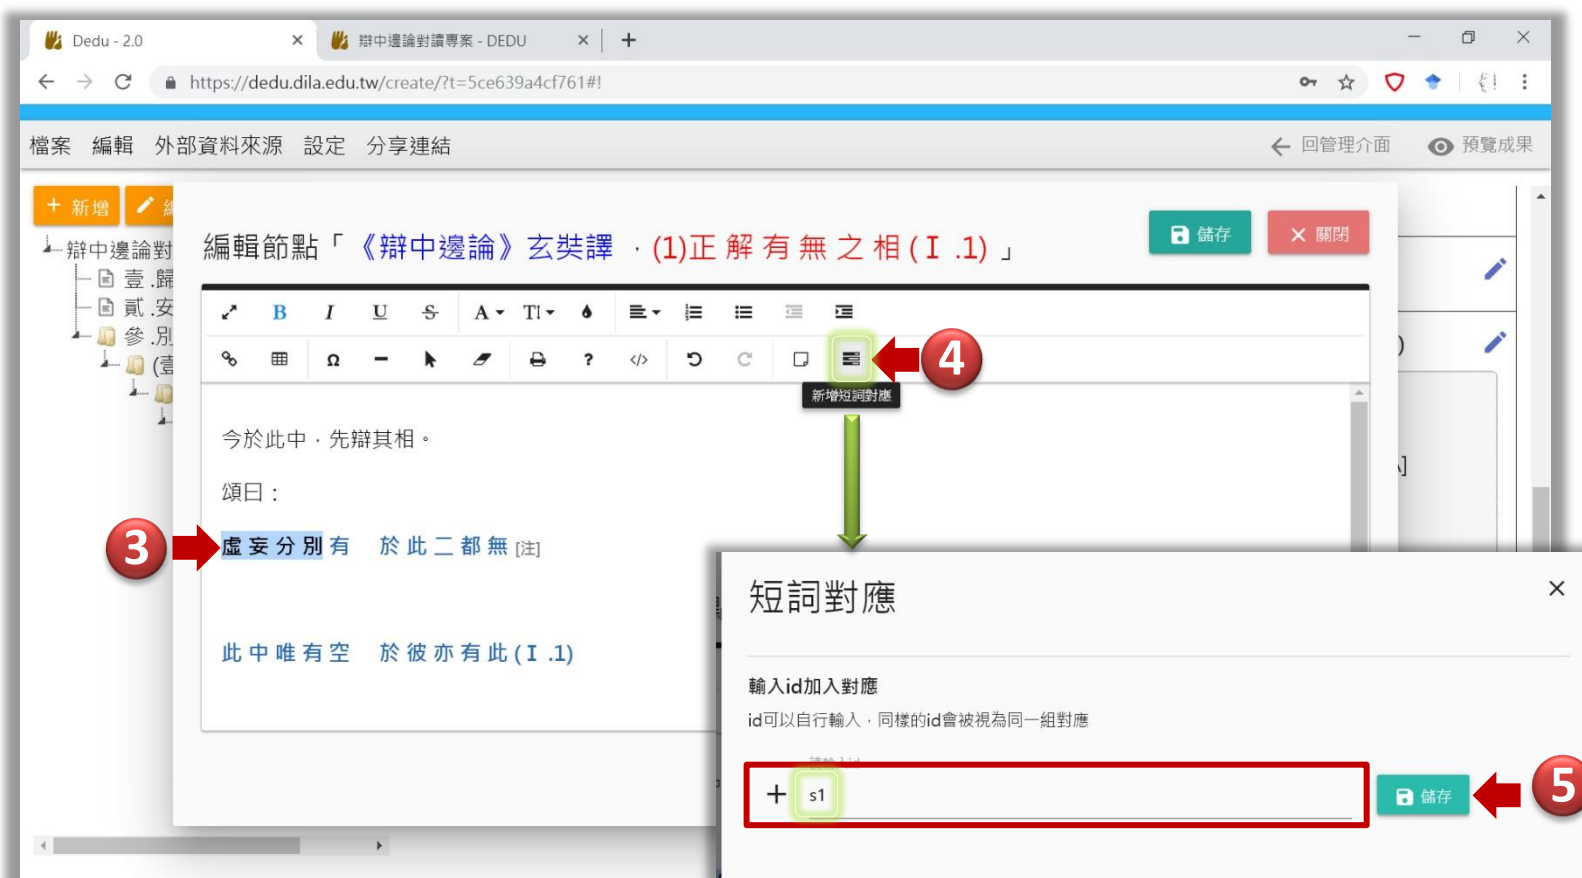 Dedu - 2.0
辯中邊論對讀專案 - DEDU
https://dedu.dila.edu.tw/create/?t=5ce639a4cf761#!
檔案 編輯 外部資料來源 設定 分享連結
回管理介面 預覽成果
新增
辯中邊論對
壹.歸
貳.安
參.別
(壹
編輯節點「《辯中邊論》玄奘譯 ‧(1)正 解 有 無 之 相 ( I .1) 」
儲存
關閉
B I U S A T!
Ω ? </>
4
新增短詞對應
今於此中,先辯其相。
頌曰:
3
虛 妄 分 別 有 於 此 二 都 無 [注]
此 中 唯 有 空 於 彼 亦 有 此 ( I .1)
短詞對應
輸入id加入對應
id可以自行輸入,同樣的id會被視為同一組對應
請輸入id
s1
儲存
5